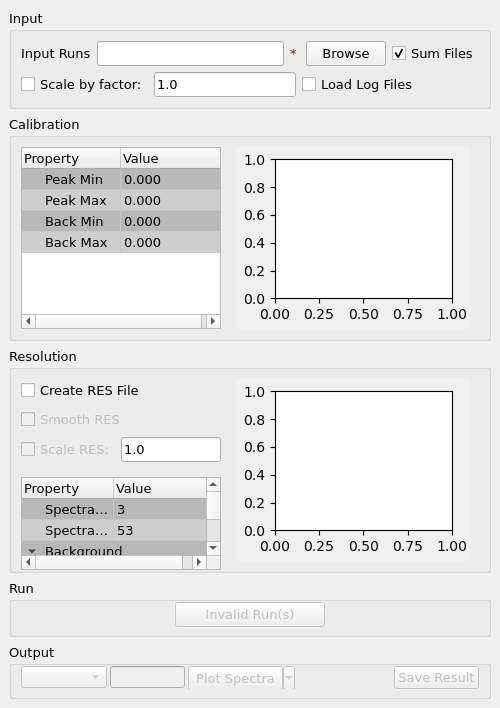 Input
Input Runs * Browse Sum Files
Scale by factor: 1.0 Load Log Files
Calibration
Property Value
Peak Min 0.000
Peak Max 0.000
Back Min 0.000
Back Max 0.000
1.0
0.8
0.6
0.4
0.2
0.0
0.00 0.25 0.50 0.75 1.00
Resolution
Create RES File
Smooth RES
Scale RES: 1.0
Property Value
Spectra... 3
Spectra... 53
Background
1.0
0.8
0.6
0.4
0.2
0.0
0.00 0.25 0.50 0.75 1.00
Run
Invalid Run(s)
Output
Plot Spectra Save Result